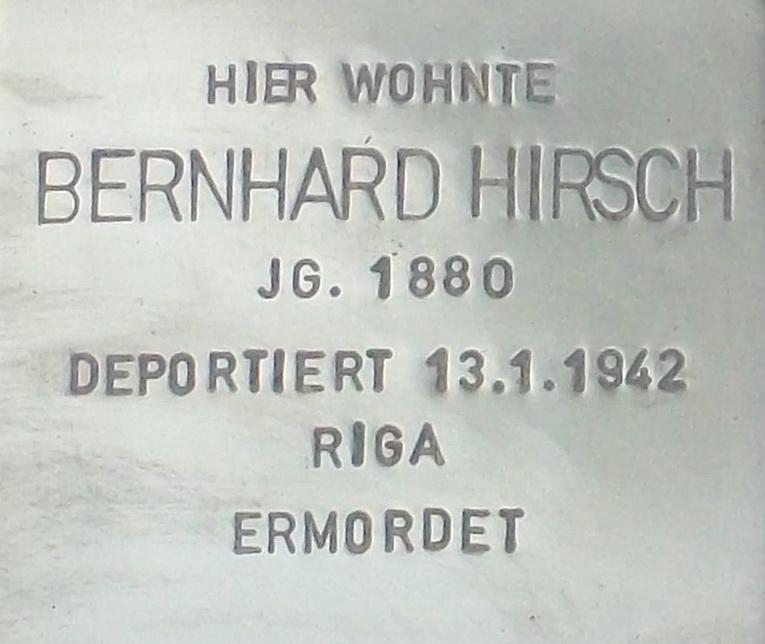 HIER WOHNTE
BERNHARD HIRSCH
JG. 1880
DEPORTIERT 13.1.1942
RIGA
ERMORDET